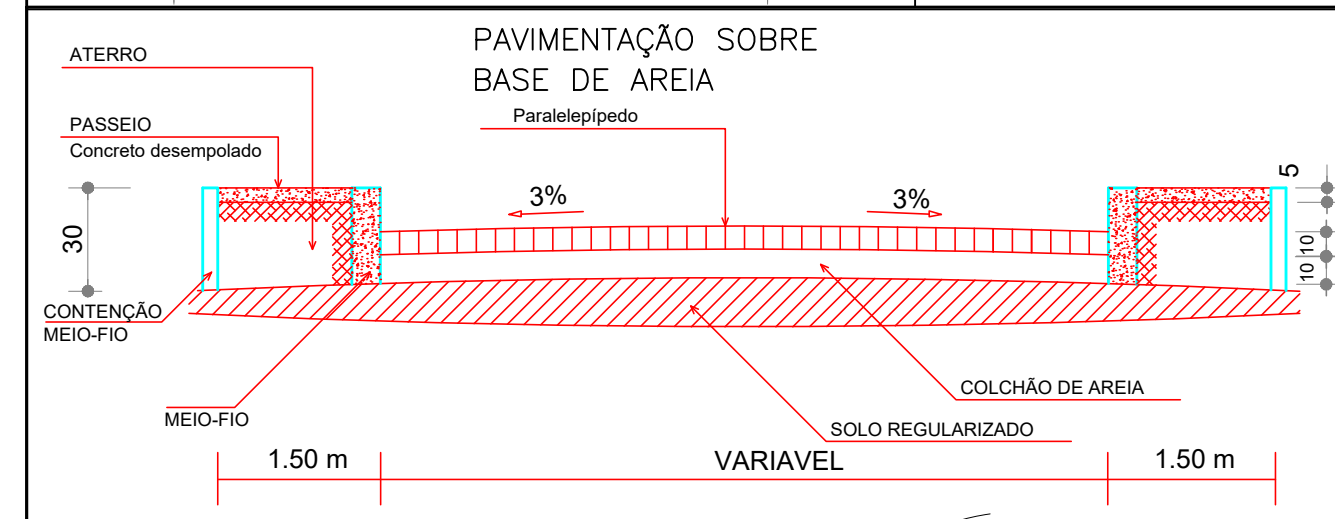 PAVIMENTAÇÃO SOBRE
BASE DE AREIA
ATERRO
Paralelepípedo
PASSEIO
Concreto desempolado
3%
3%
5
30
10
10
CONTENÇÃO
MEIO-FIO
COLCHÃO DE AREIA
MEIO-FIO
SOLO REGULARIZADO
1.50 m
VARIAVEL
1.50 m